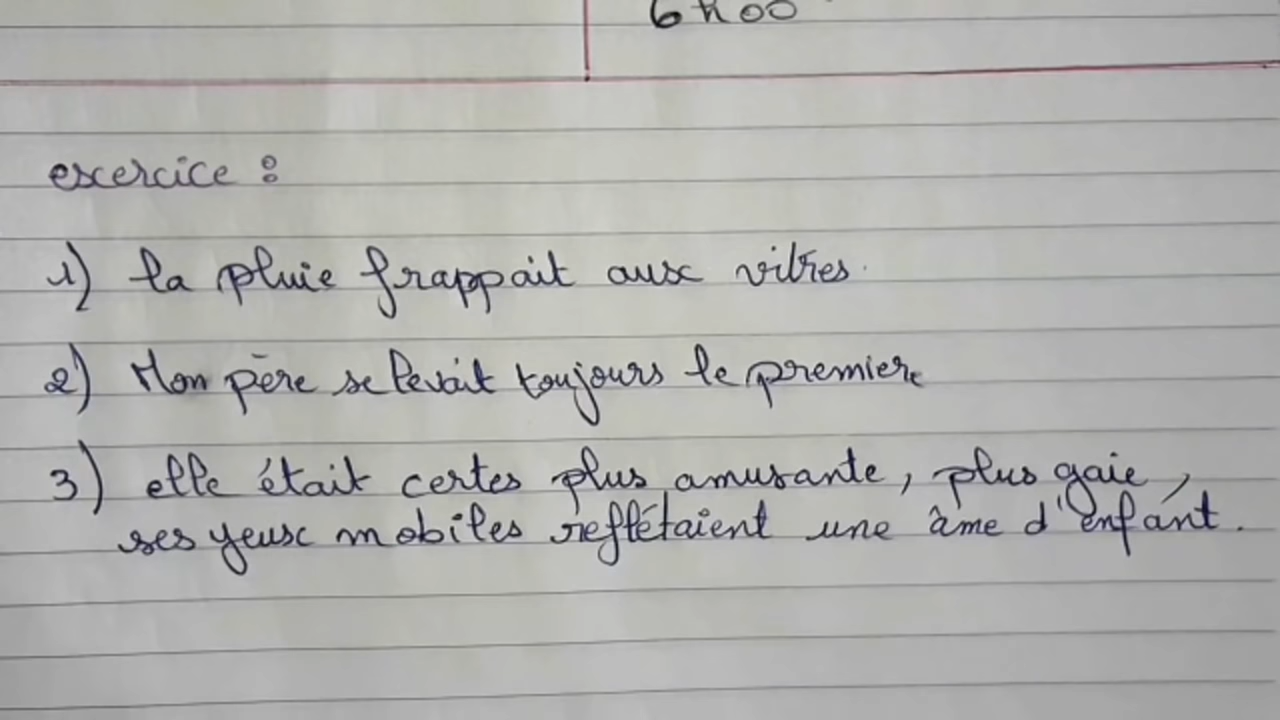 6h00
exercice :
1) la pluie frappait aux vitres.
2) Mon père se levait toujours le premier
3) elle était certes plus amusante, plus gaie,
ses yeux mobiles reflétaient une âme d'enfant.